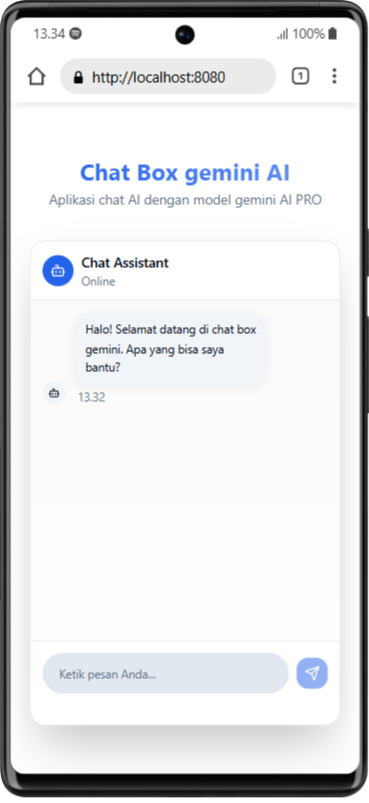 13.34 100%
http://localhost:8080 1
Chat Box gemini AI
Aplikasi chat AI dengan model gemini AI PRO
Chat Assistant
Online
Halo! Selamat datang di chat box
gemini. Apa yang bisa saya
bantu?
13.32
Ketik pesan Anda...